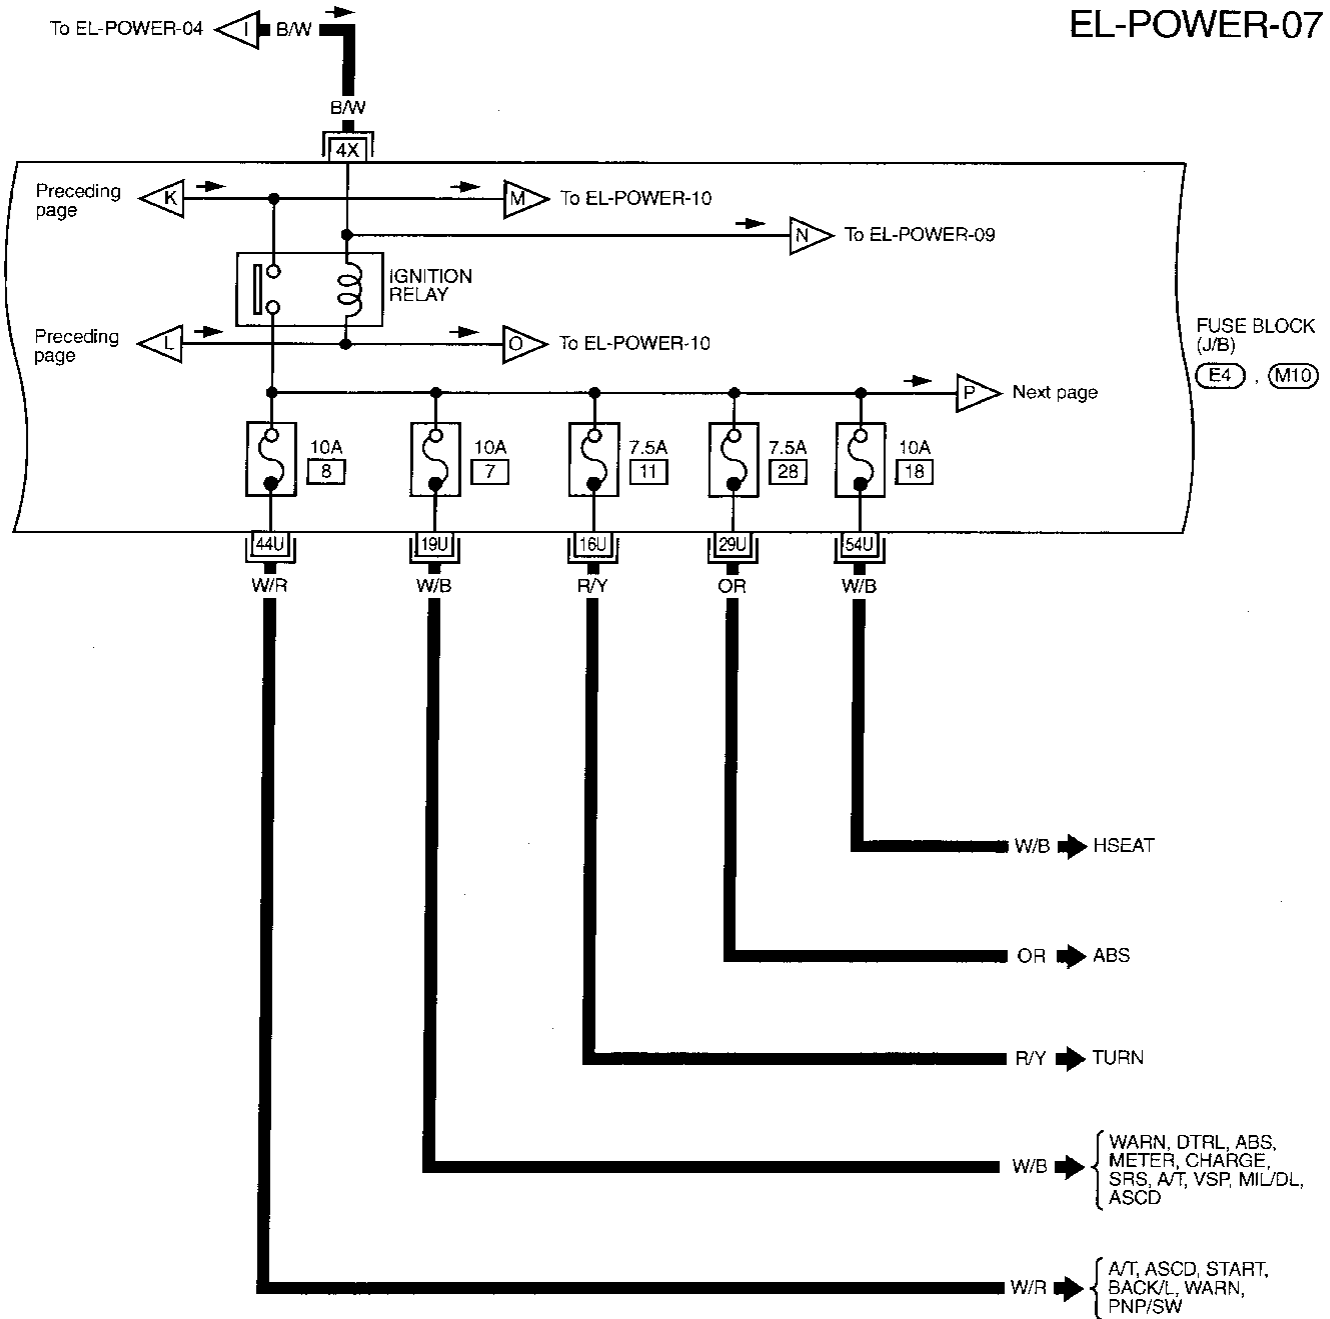 EL-POWER-07
To EL-POWER-04
I
B/W
B/W
4X
Preceding
page
K
M
To EL-POWER-10
N
To EL-POWER-09
IGNITION
RELAY
Preceding
page
L
O
To EL-POWER-10
FUSE BLOCK
(J/B)
E4 , M10
P
Next page
10A
8
10A
7
7.5A
11
7.5A
28
10A
18
44U
19U
16U
29U
54U
W/R
W/B
R/Y
OR
W/B
W/B
HSEAT
OR
ABS
R/Y
TURN
W/B
WARN, DTRL, ABS,
METER, CHARGE,
SRS, A/T, VSP, MIL/DL,
ASCD
W/R
A/T, ASCD, START,
BACK/L, WARN,
PNP/SW